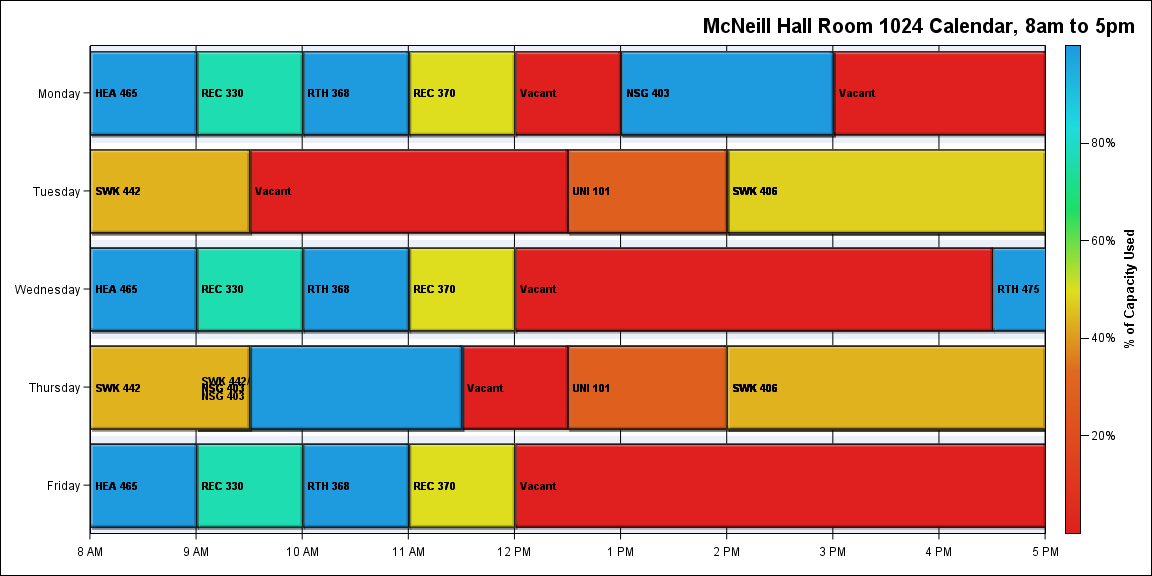 McNeill Hall Room 1024 Calendar, 8am to 5pm
Monday
HEA 465
REC 330
RTH 368
REC 370
Vacant
NSG 403
Vacant
80%
Tuesday
SWK 442
Vacant
UNI 101
SWK 406
60%
% of Capacity Used
Wednesday
HEA 465
REC 330
RTH 368
REC 370
Vacant
RTH 475
40%
Thursday
SWK 442
SWK 442/
NSG 403
NSG 403
Vacant
UNI 101
SWK 406
20%
Friday
HEA 465
REC 330
RTH 368
REC 370
Vacant
8 AM
9 AM
10 AM
11 AM
12 PM
1 PM
2 PM
3 PM
4 PM
5 PM